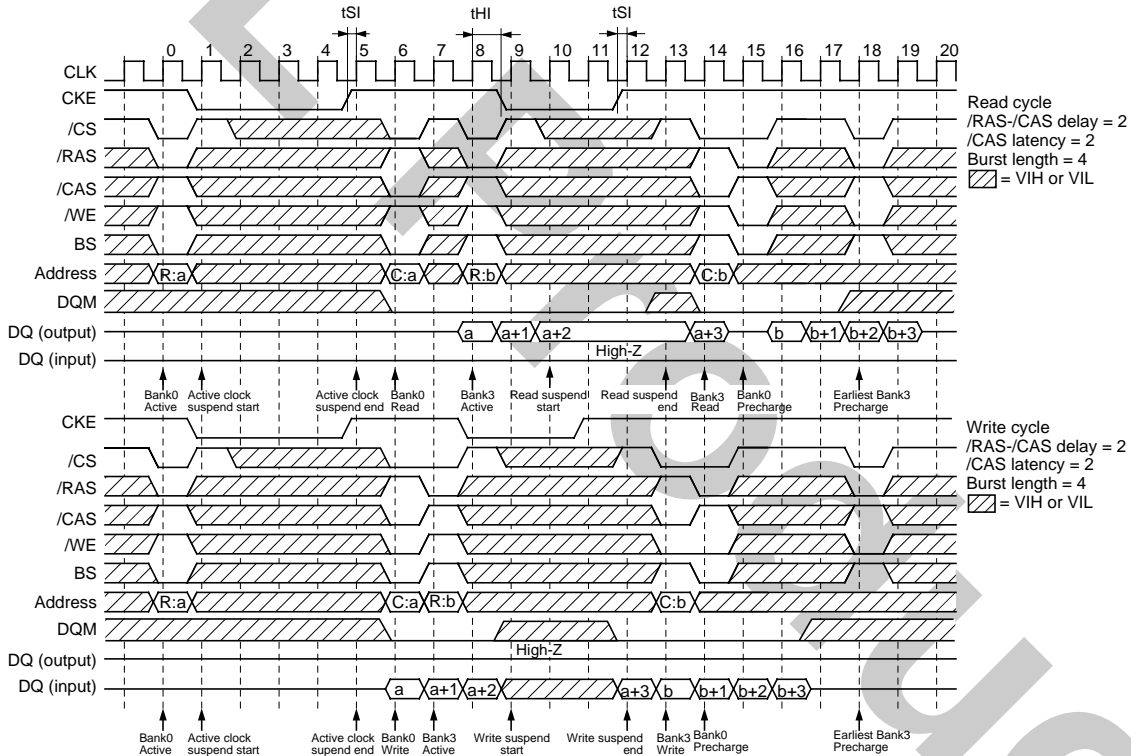 tSI tHI tSI
0 1 2 3 4 5 6 7 8 9 10 11 12 13 14 15 16 17 18 19 20
CLK
CKE
/CS
/RAS
/CAS
/WE
BS
Address R:a C:a R:b C:b
DQM
DQ (output) a a+1 a+2 a+3 b b+1 b+2 b+3
High-Z
DQ (input)
Bank0 Active
Active clock suspend start
Active clock suspend end
Bank0 Read
Bank3 Active
Read suspend start
Read suspend end
Bank3 Read
Bank0 Precharge
Earliest Bank3 Precharge
Read cycle
/RAS-/CAS delay = 2
/CAS latency = 2
Burst length = 4
= VIH or VIL
CKE
/CS
/RAS
/CAS
/WE
BS
Address R:a C:a R:b C:b
DQM
High-Z
DQ (output)
DQ (input) a a+1 a+2 a+3 b b+1 b+2 b+3
Bank0 Active
Active clock suspend start
Active clock supend end
Bank0 Write
Bank3 Active
Write suspend start
Write suspend end
Bank3 Write
Bank0 Precharge
Earliest Bank3 Precharge
Write cycle
/RAS-/CAS delay = 2
/CAS latency = 2
Burst length = 4
= VIH or VIL